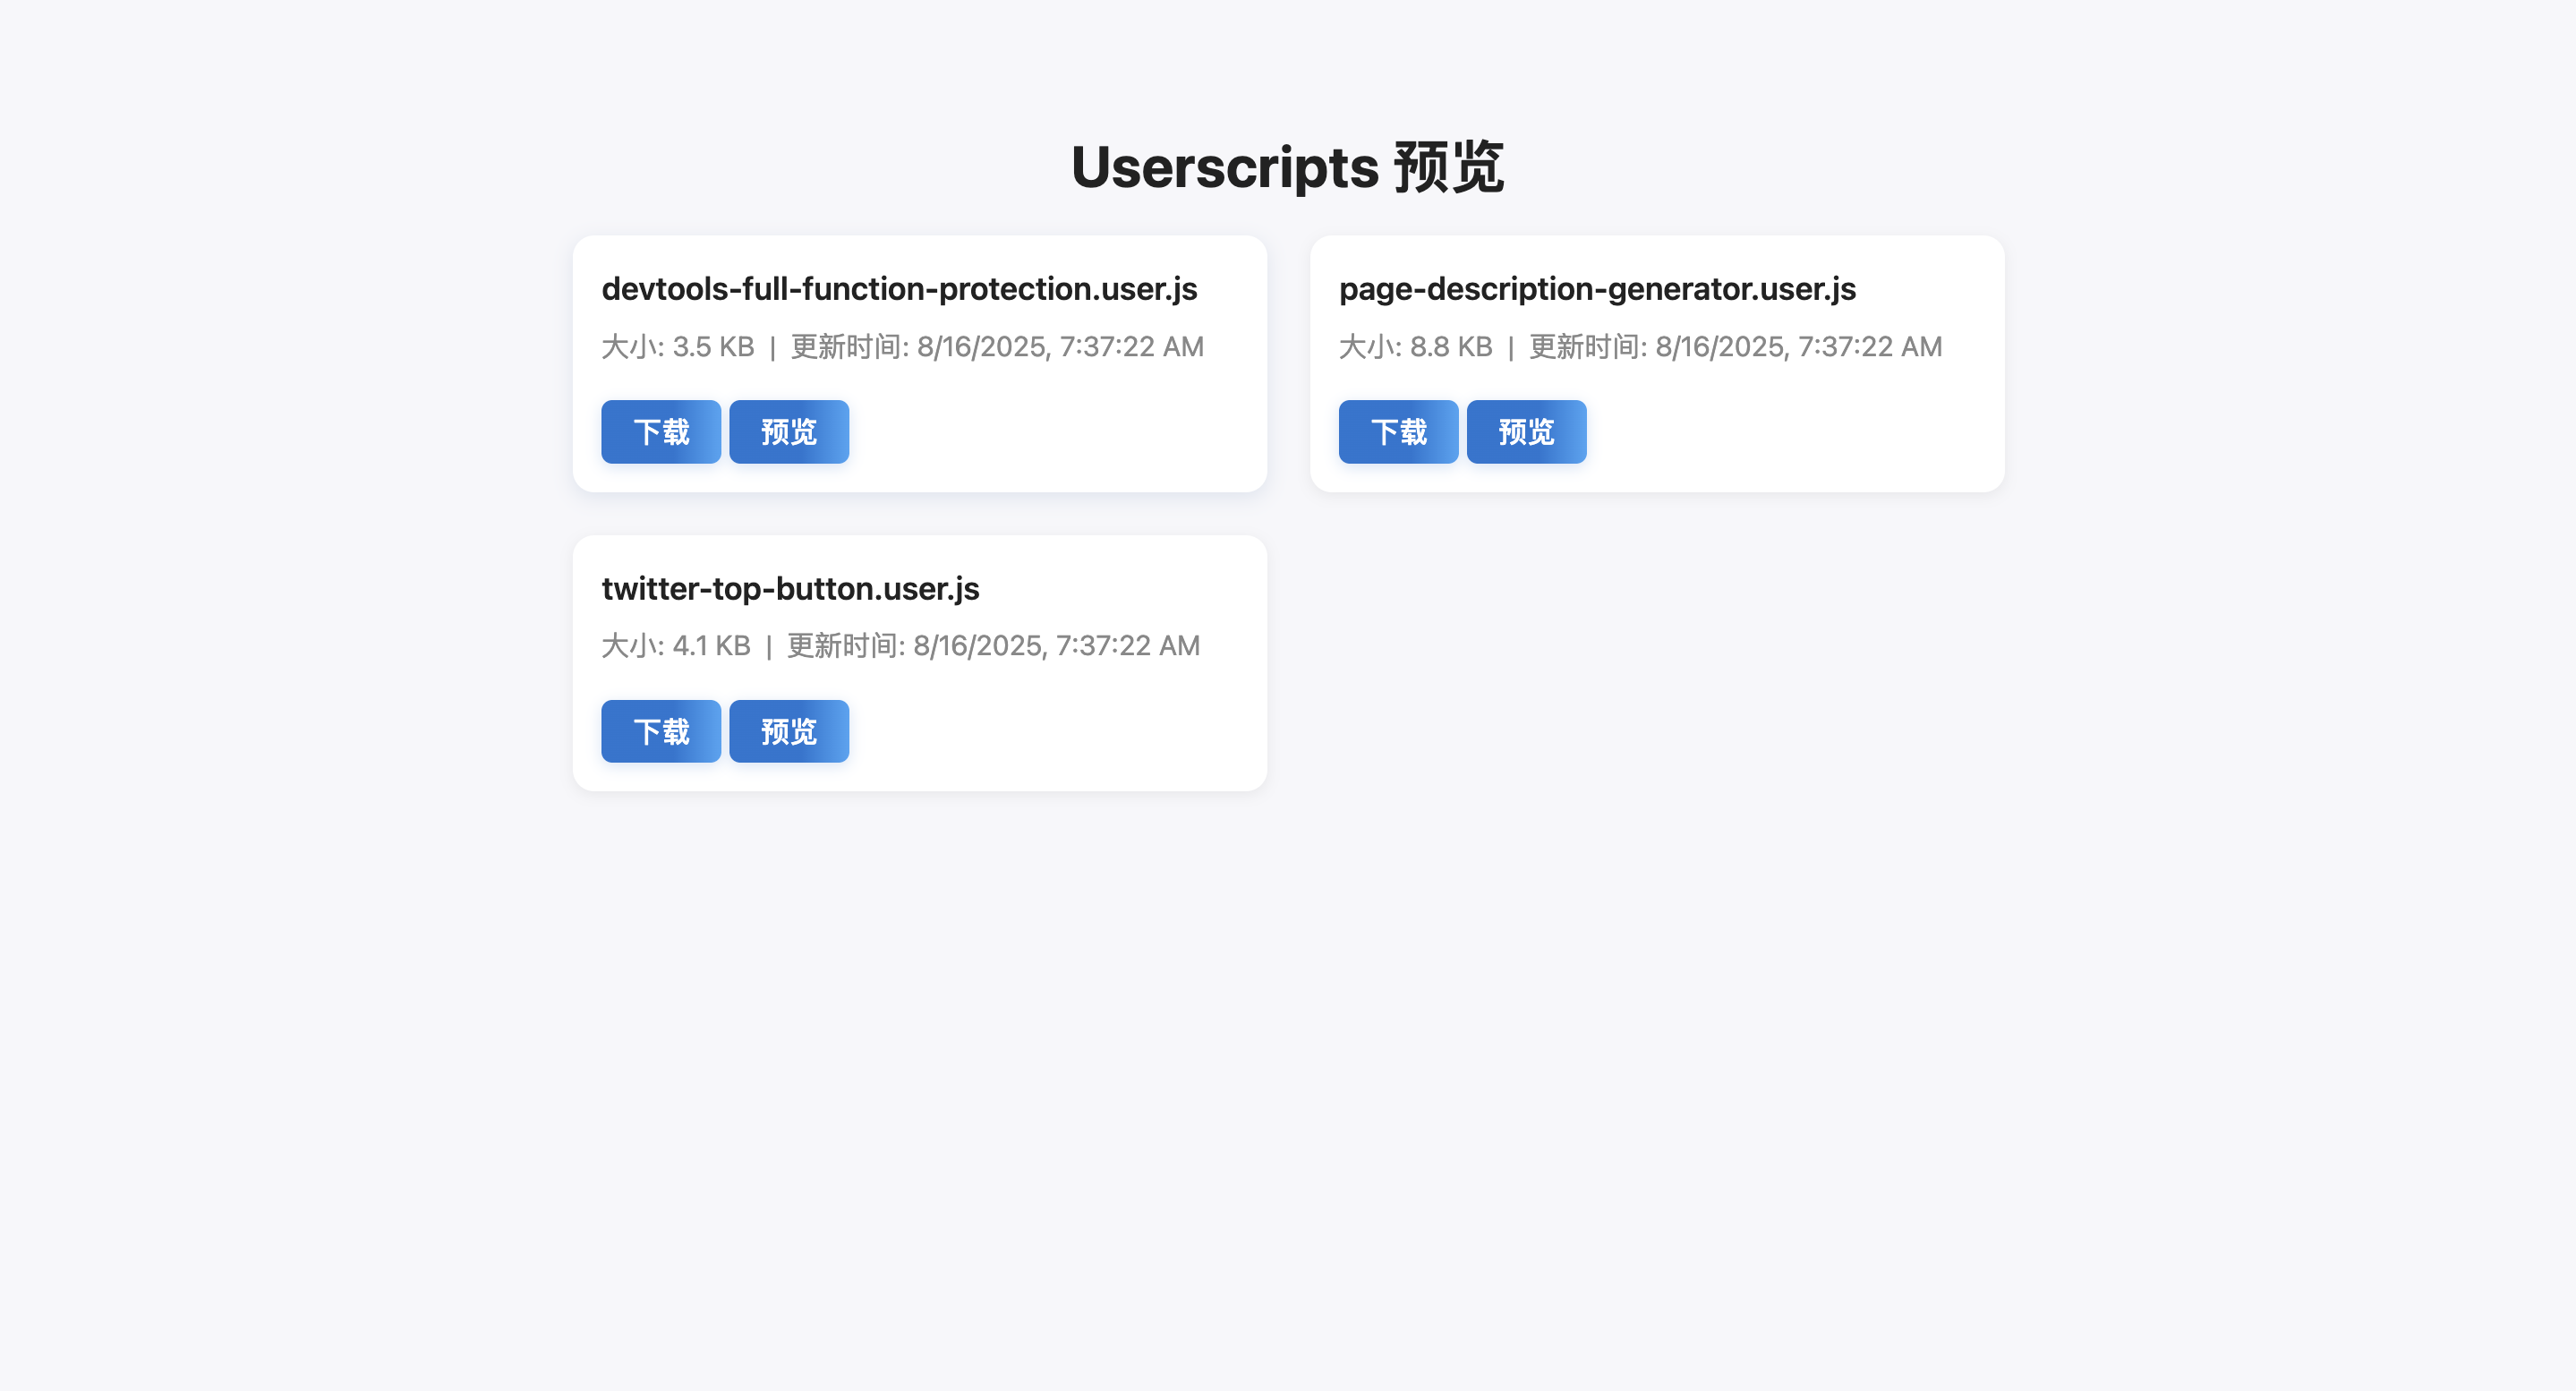 Userscripts 预览
devtools-full-function-protection.user.js
大小: 3.5 KB | 更新时间: 8/16/2025, 7:37:22 AM
下载 预览
page-description-generator.user.js
大小: 8.8 KB | 更新时间: 8/16/2025, 7:37:22 AM
下载 预览
twitter-top-button.user.js
大小: 4.1 KB | 更新时间: 8/16/2025, 7:37:22 AM
下载 预览